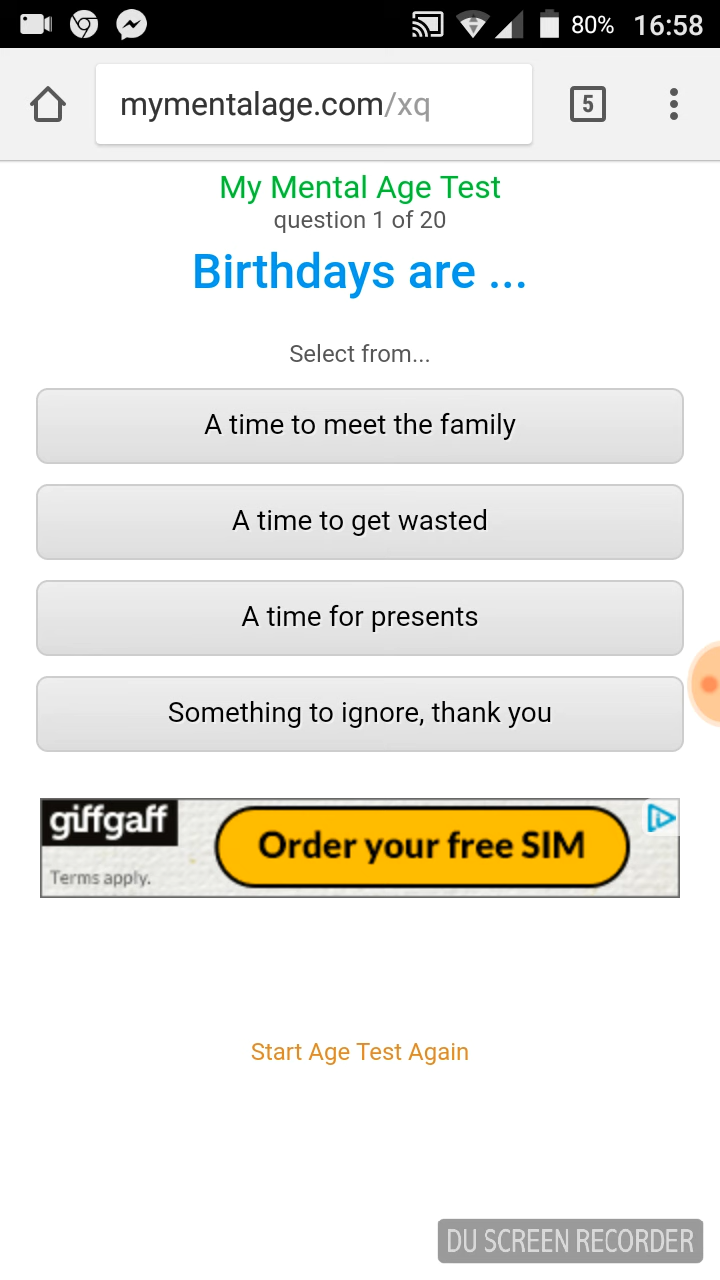 80% 16:58
mymentalage.com/xq
5
My Mental Age Test
question 1 of 20
Birthdays are ...
Select from...
A time to meet the family
A time to get wasted
A time for presents
Something to ignore, thank you
giffgaff
Order your free SIM
Terms apply.
Start Age Test Again
DU SCREEN RECORDER